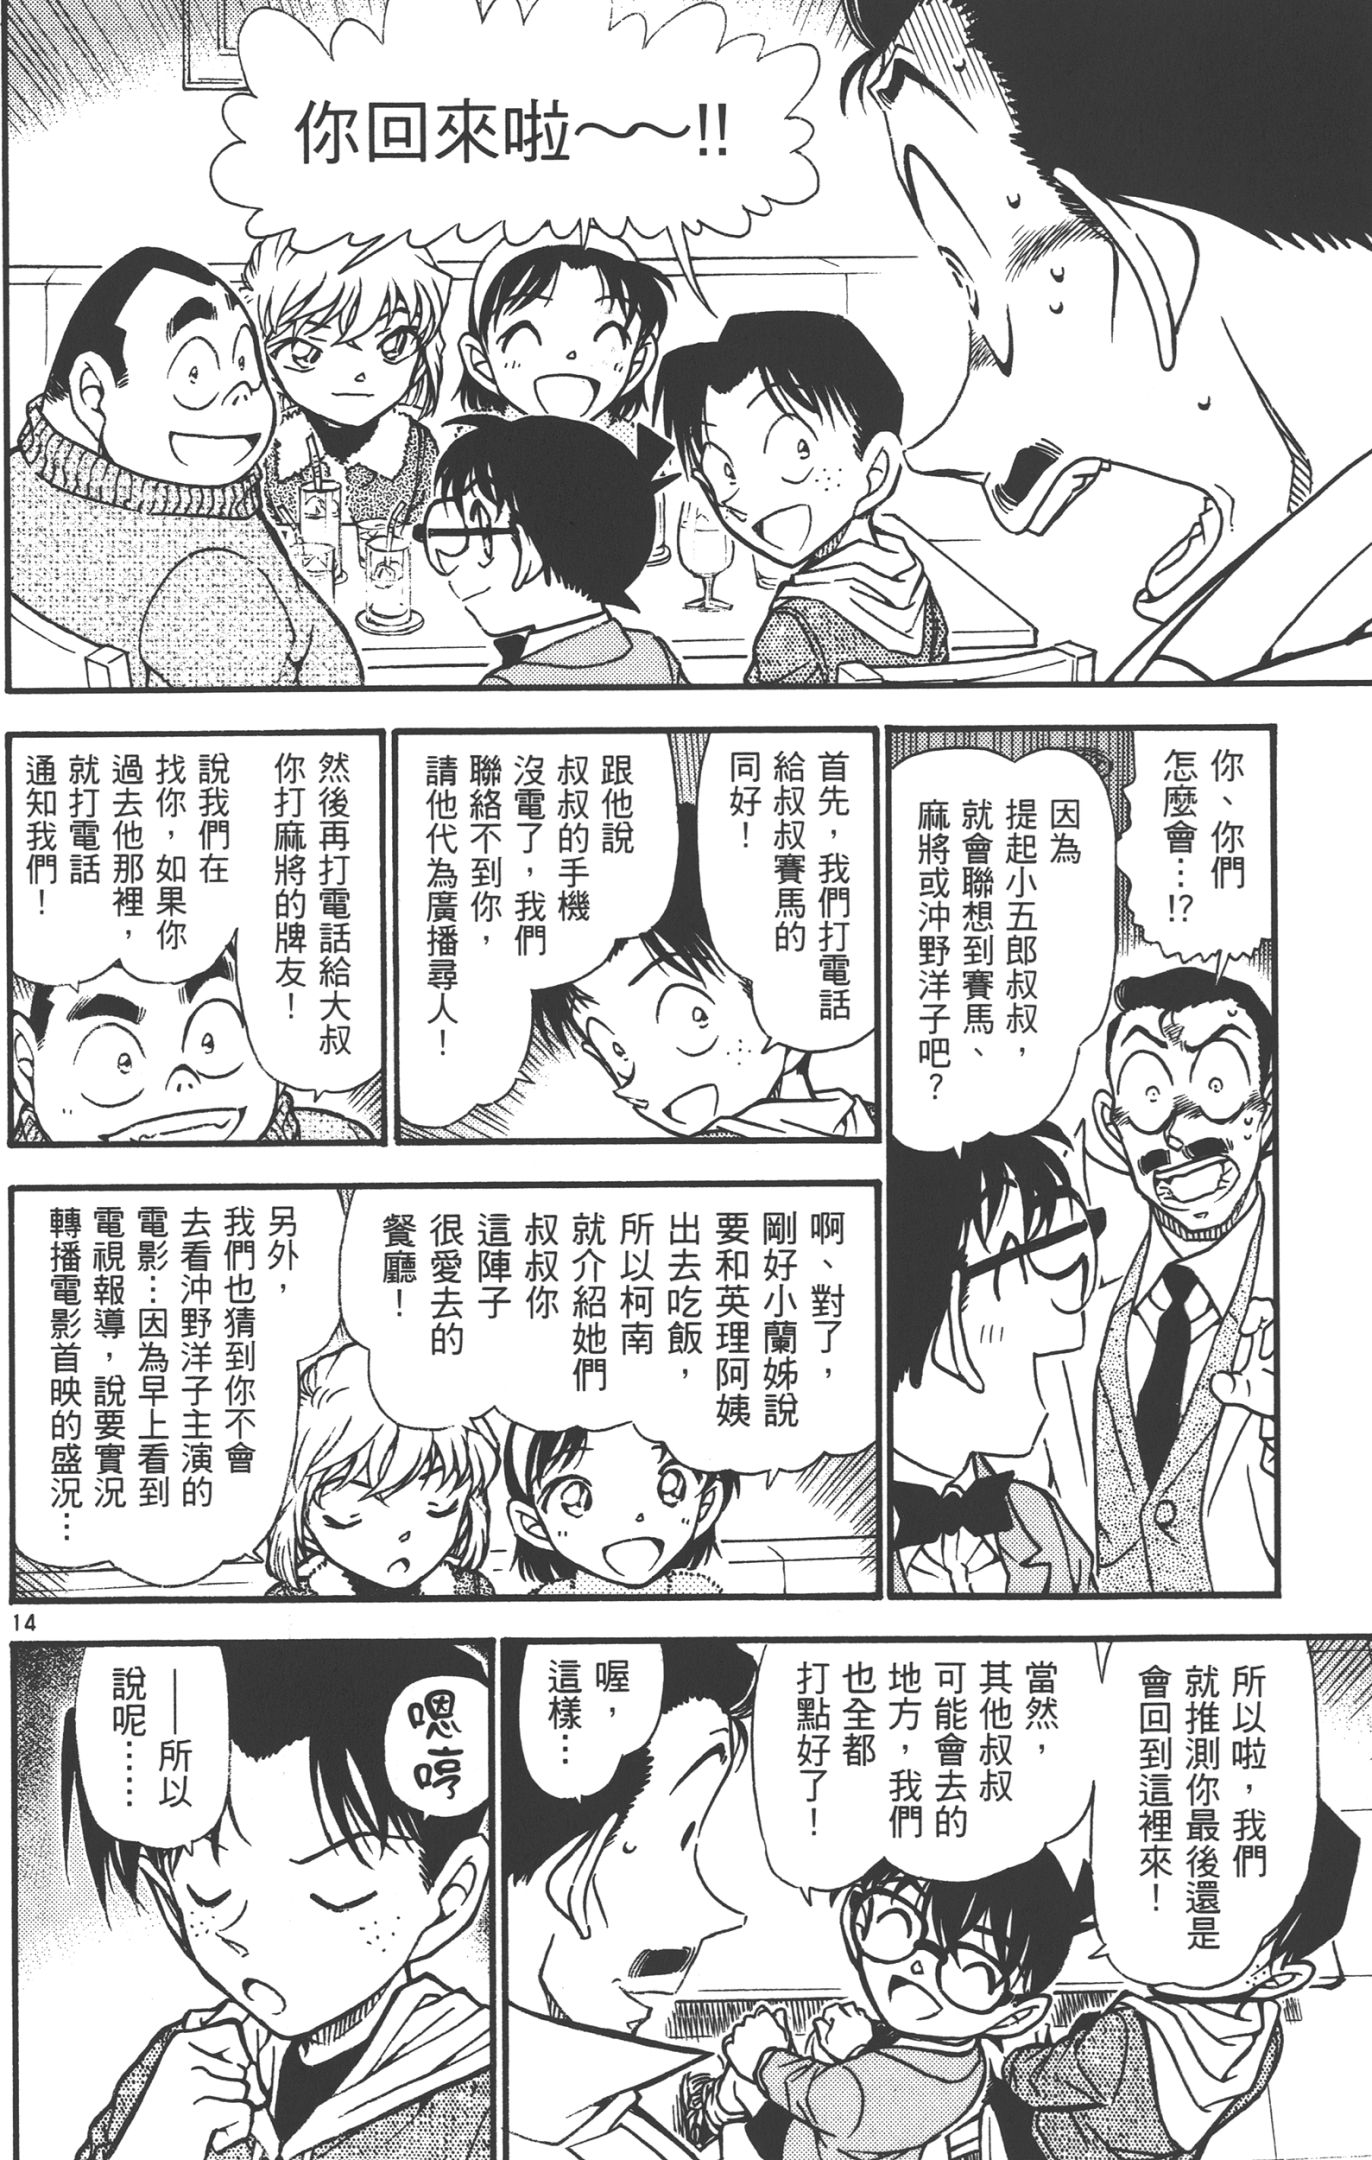 你回來啦~~!!
你、你們
怎麼會…!?
因為
提起小五郎叔叔，
就會聯想到賽馬、
麻將或沖野洋子吧？
首先，我們打電話
給叔叔賽馬的
同好！
跟他說
叔叔的手機
沒電了，我們
聯絡不到你，
請他代為廣播尋人！
然後再打電話給大叔
你打麻將的牌友！
說我們在
找你，如果你
過去他那裡，
就打電話
通知我們！
啊、對了，
剛好小蘭姊說
要和英理阿姨
出去吃飯，
所以柯南
就介紹她們
叔叔你
這陣子
很愛去的
餐廳！
另外，
我們也猜到你不會
去看沖野洋子主演的
電影…因為早上看到
電視報導，說要實況
轉播電影首映的盛況…
14
所以啦，我們
就推測你最後還是
會回到這裡來！
當然，
其他叔叔
可能會去的
地方，我們
也全都
打點好了！
喔，
這樣…
嗯哼
——所以
說呢……